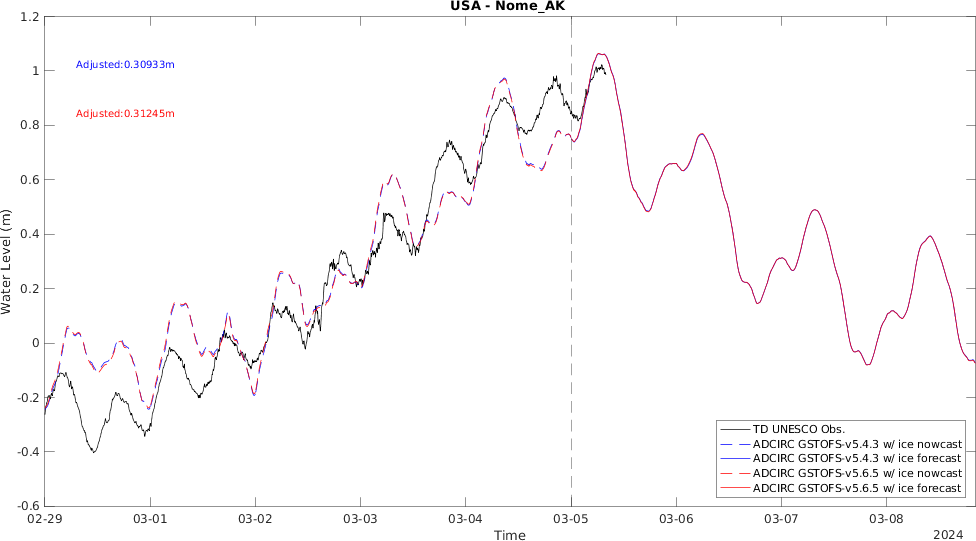 USA - Nome_AK
1.2
1
0.8
0.6
0.4
0.2
0
-0.2
-0.4
-0.6
Water Level (m)
Adjusted:0.30933m
Adjusted:0.31245m
TD UNESCO Obs.
ADCIRC GSTOFS-v5.4.3 w/ ice nowcast
ADCIRC GSTOFS-v5.4.3 w/ ice forecast
ADCIRC GSTOFS-v5.6.5 w/ ice nowcast
ADCIRC GSTOFS-v5.6.5 w/ ice forecast
02-29 03-01 03-02 03-03 03-04 03-05 03-06 03-07 03-08
Time
2024